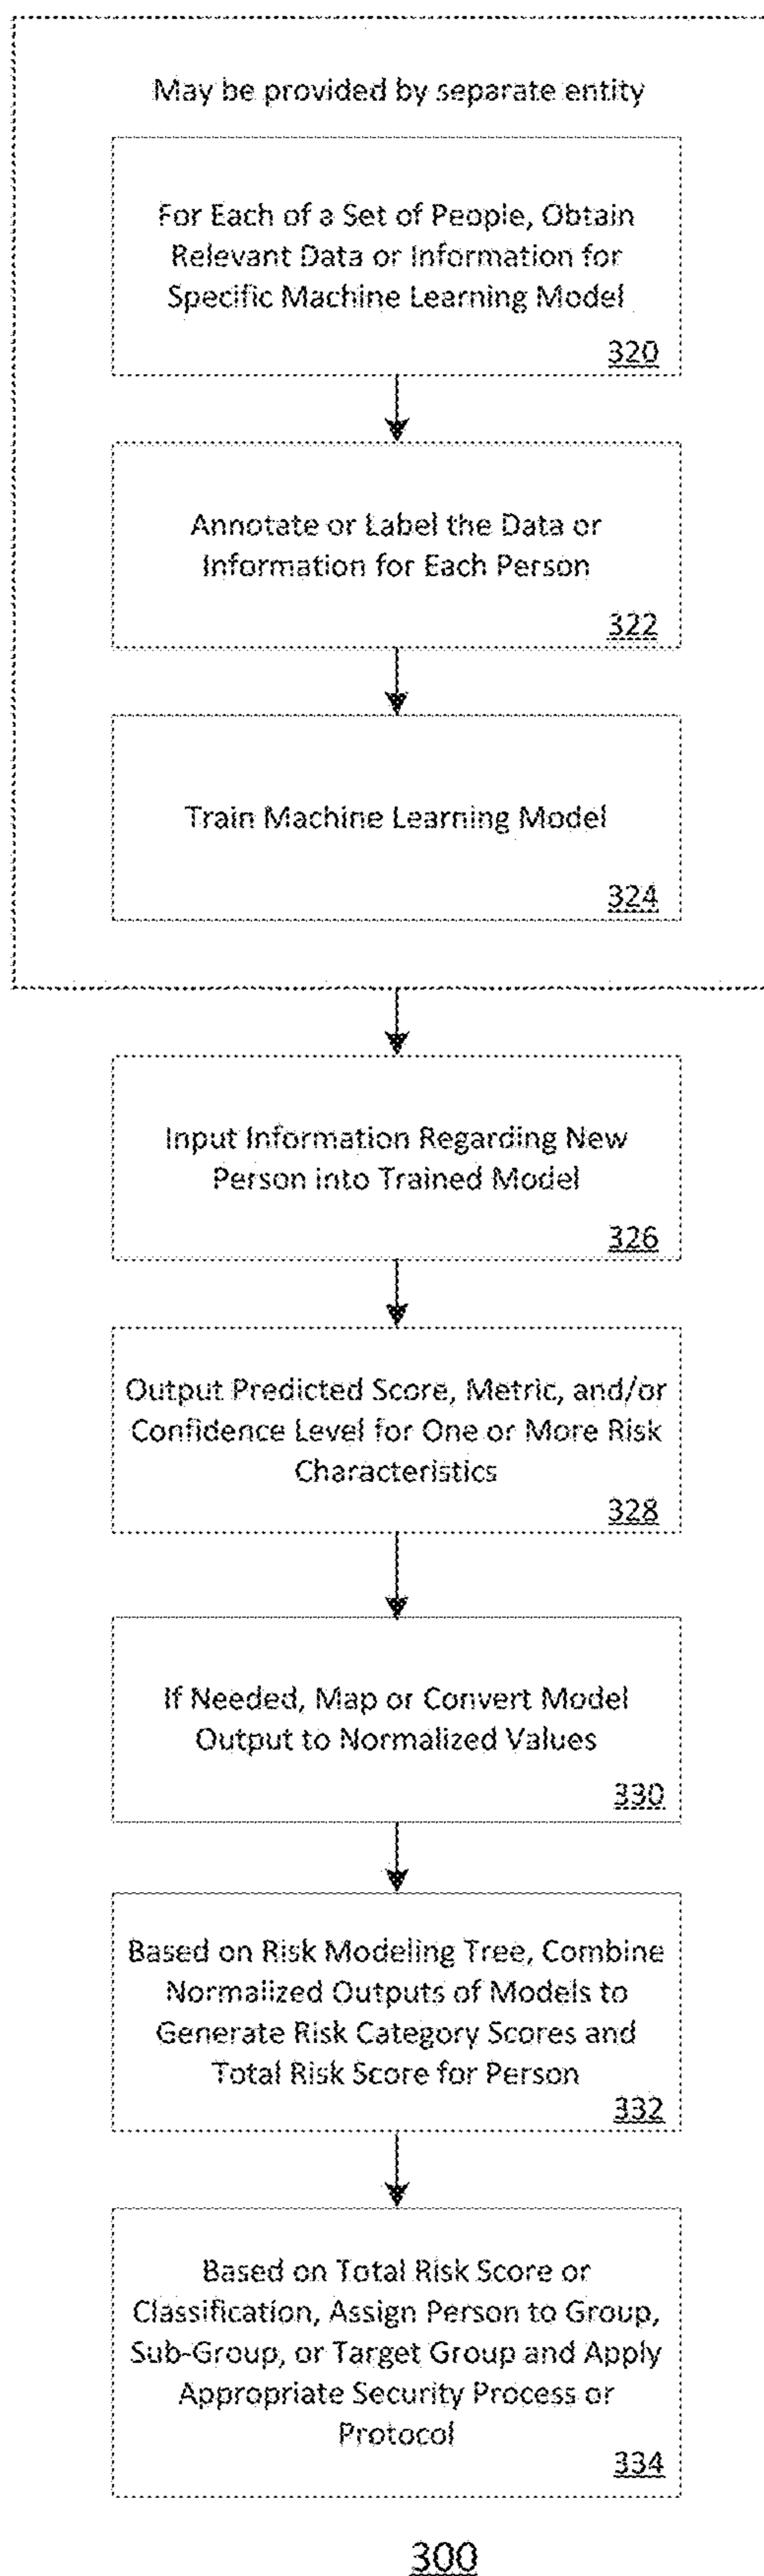 May be provided by separate entity
For Each of a Set of People, Obtain
Relevant Data or Information for
Specific Machine Learning Model
320
Annotate or Label the Data or
Information for Each Person
322
Train Machine Learning Model
324
Input Information Regarding New
Person into Trained Model
326
Output Predicted Score, Metric, and/or
Confidence Level for One or More Risk
Characteristics
328
If Needed, Map or Convert Model
Output to Normalized Values
330
Based on Risk Modeling Tree, Combine
Normalized Outputs of Models to
Generate Risk Category Scores and
Total Risk Score for Person
332
Based on Total Risk Score or
Classification, Assign Person to Group,
Sub-Group, or Target Group and Apply
Appropriate Security Process or
Protocol
334
300